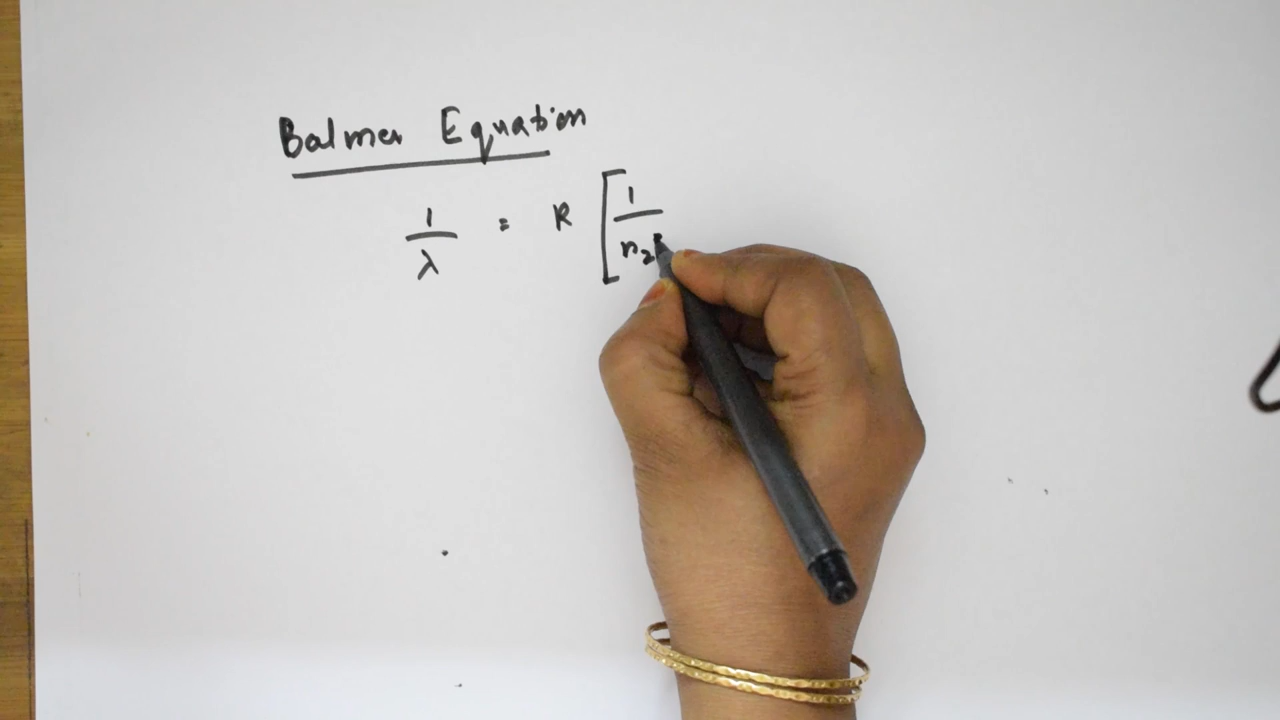 Balmer Equation
1/λ = R [1/n₂